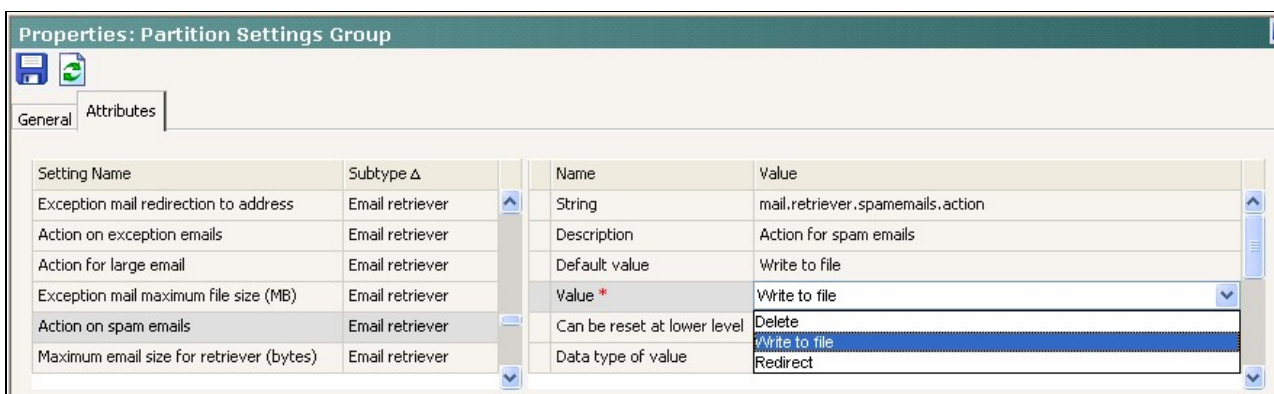 Properties: Partition Settings Group
General Attributes
Setting Name Subtype Δ Name Value
Exception mail redirection to address Email retriever String mail.retriever.spamemails.action
Action on exception emails Email retriever Description Action for spam emails
Action for large email Email retriever Default value Write to file
Exception mail maximum file size (MB) Email retriever Value * Write to file
Action on spam emails Email retriever Can be reset at lower level Delete
Write to file
Maximum email size for retriever (bytes) Email retriever Data type of value Redirect